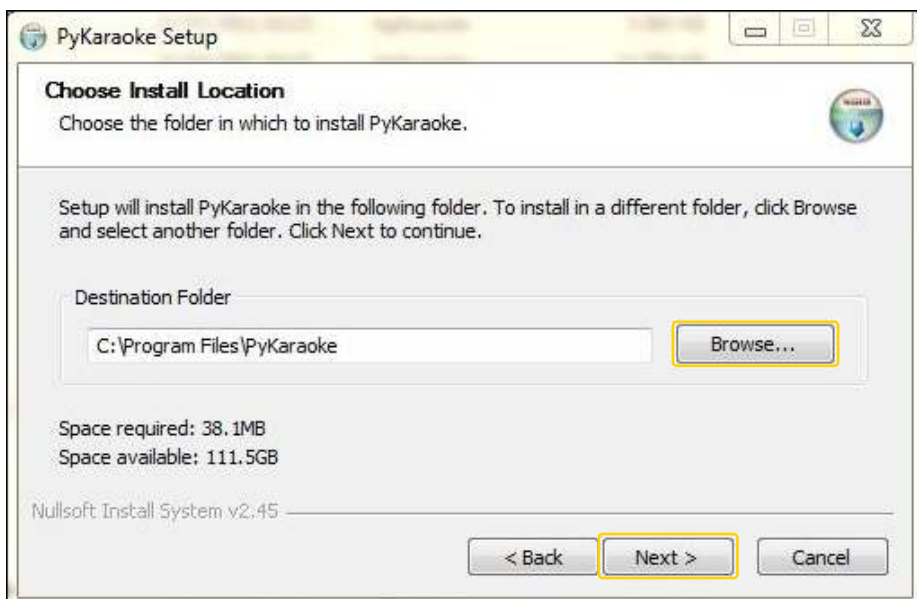 PyKaraoke Setup
Choose Install Location
Choose the folder in which to install PyKaraoke.
Setup will install PyKaraoke in the following folder. To install in a different folder, click Browse
and select another folder. Click Next to continue.
Destination Folder
C:\Program Files\PyKaraoke
Browse...
Space required: 38.1MB
Space available: 111.5GB
Nullsoft Install System v2.45
< Back
Next >
Cancel